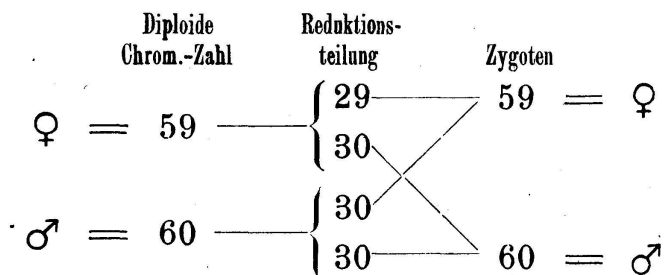 Diploide Reduktions-
Chrom.-Zahl teilung Zygoten
29 59 = ♀
♀ = 59
30
30
♂ = 60
30 60 = ♂